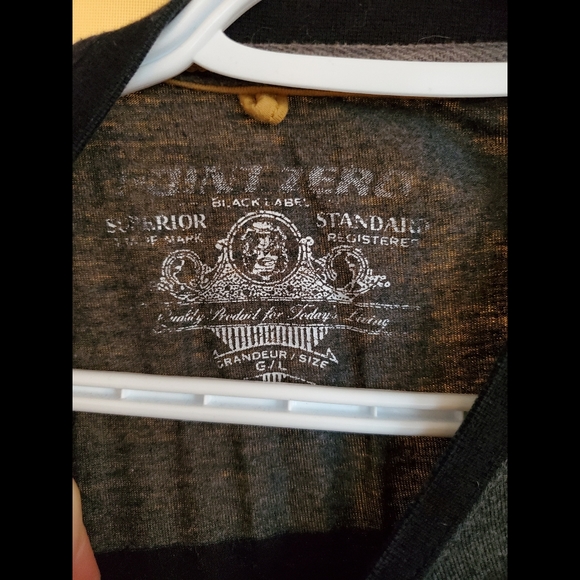 POINT ZERO
BLACK LABEL
SUPERIOR STANDARD
TRADE MARK REGISTERED
Quality Product for Today's Living
GRANDEUR / SIZE
G / L